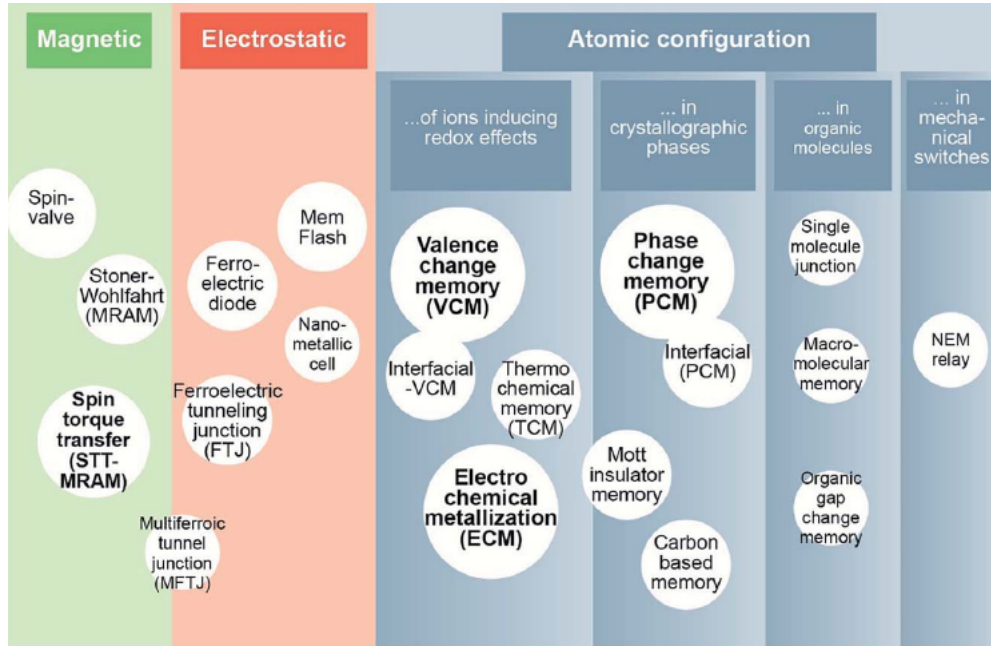 Magnetic
Electrostatic
Atomic configuration
...of ions inducing
redox effects
... in
crystallographic
phases
... in
organic
molecules
... in
mecha-
nical
switches
Spin-
valve
Stoner-
Wohlfahrt
(MRAM)
Spin
torque
transfer
(STT-
MRAM)
Multiferroic
tunnel
junction
(MFTJ)
Mem
Flash
Ferro-
electric
diode
Nano-
metallic
cell
Ferroelectric
tunneling
junction
(FTJ)
Valence
change
memory
(VCM)
Interfacial
-VCM
Thermo
chemical
memory
(TCM)
Electro
chemical
metallization
(ECM)
Phase
change
memory
(PCM)
Interfacial
(PCM)
Mott
insulator
memory
Carbon
based
memory
Single
molecule
junction
Macro-
molecular
memory
Organic
gap
change
memory
NEM
relay